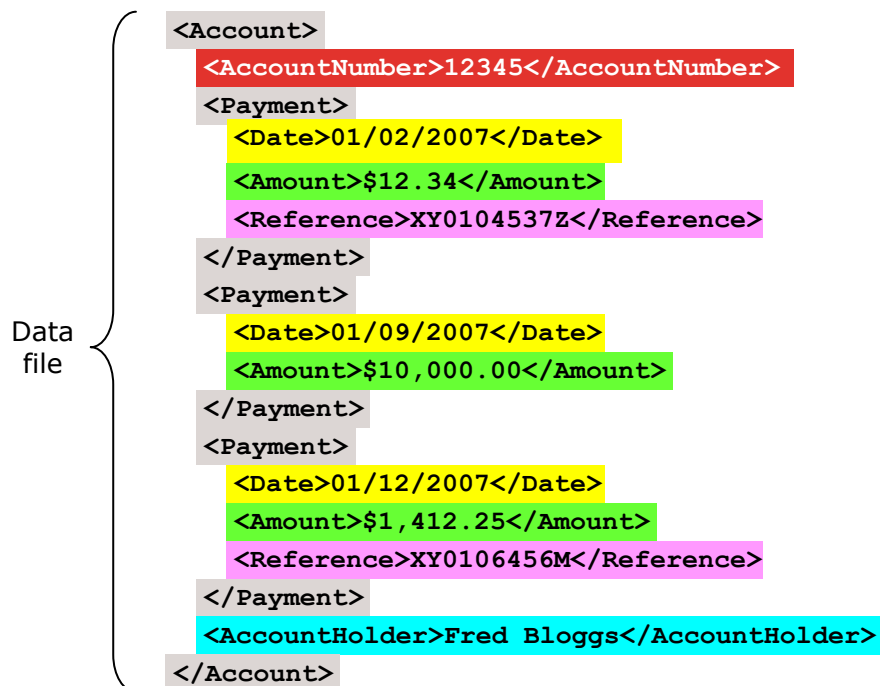 <Account>
<AccountNumber>12345</AccountNumber>
<Payment>
<Date>01/02/2007</Date>
<Amount>$12.34</Amount>
<Reference>XY0104537Z</Reference>
</Payment>
<Payment>
Data
file
<Date>01/09/2007</Date>
<Amount>$10,000.00</Amount>
</Payment>
<Payment>
<Date>01/12/2007</Date>
<Amount>$1,412.25</Amount>
<Reference>XY0106456M</Reference>
</Payment>
<AccountHolder>Fred Bloggs</AccountHolder>
</Account>